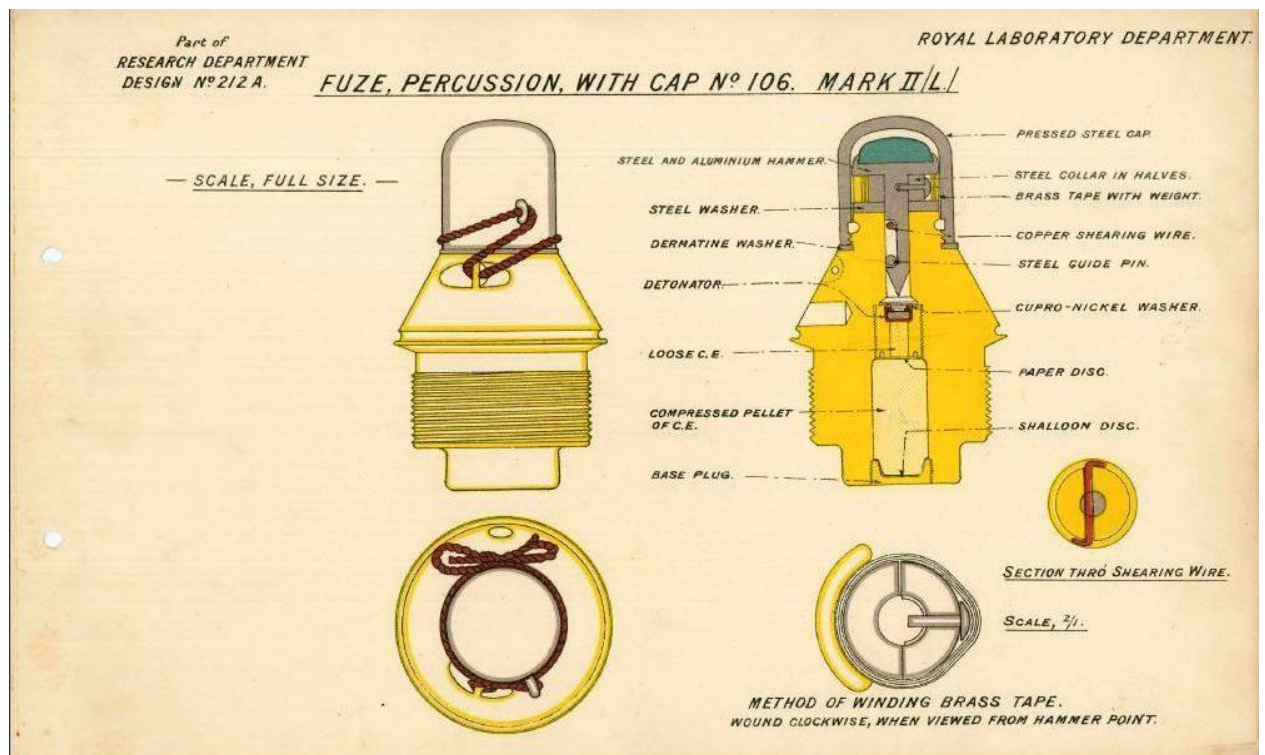 Part of
RESEARCH DEPARTMENT
DESIGN Nº 212 A.
ROYAL LABORATORY DEPARTMENT.
FUZE, PERCUSSION, WITH CAP Nº 106. MARK II/L/
— SCALE, FULL SIZE. —
STEEL AND ALUMINIUM HAMMER.
STEEL WASHER.
DERMATINE WASHER.
DETONATOR.
LOOSE C.E.
COMPRESSED PELLET
OF C.E.
BASE PLUG.
PRESSED STEEL CAP.
STEEL COLLAR IN HALVES.
BRASS TAPE WITH WEIGHT.
COPPER SHEARING WIRE.
STEEL GUIDE PIN.
CUPRO-NICKEL WASHER.
PAPER DISC.
SHALLOON DISC.
SECTION THRO' SHEARING WIRE.
SCALE, 2/1.
METHOD OF WINDING BRASS TAPE.
WOUND CLOCKWISE, WHEN VIEWED FROM HAMMER POINT.